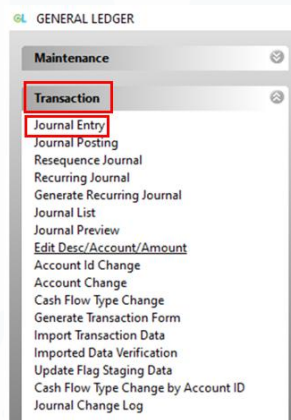 GL GENERAL LEDGER
Maintenance
Transaction
Journal Entry
Journal Posting
Resequence Journal
Recurring Journal
Generate Recurring Journal
Journal List
Journal Preview
Edit Desc/Account/Amount
Account Id Change
Account Change
Cash Flow Type Change
Generate Transaction Form
Import Transaction Data
Imported Data Verification
Update Flag Staging Data
Cash Flow Type Change by Account ID
Journal Change Log